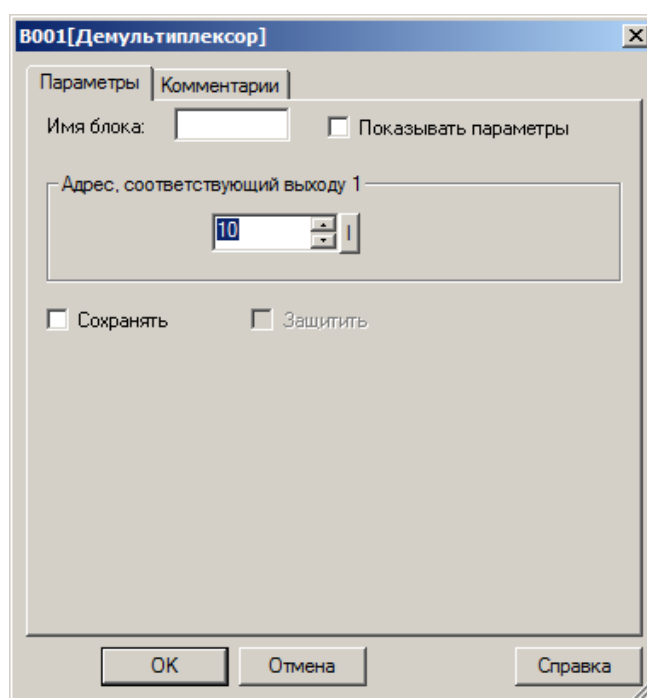 B001[Демультиплексор]
Параметры Комментарии
Имя блока: Показывать параметры
Адрес, соответствующий выходу 1
10 I
Сохранять Защитить
OK Отмена Справка